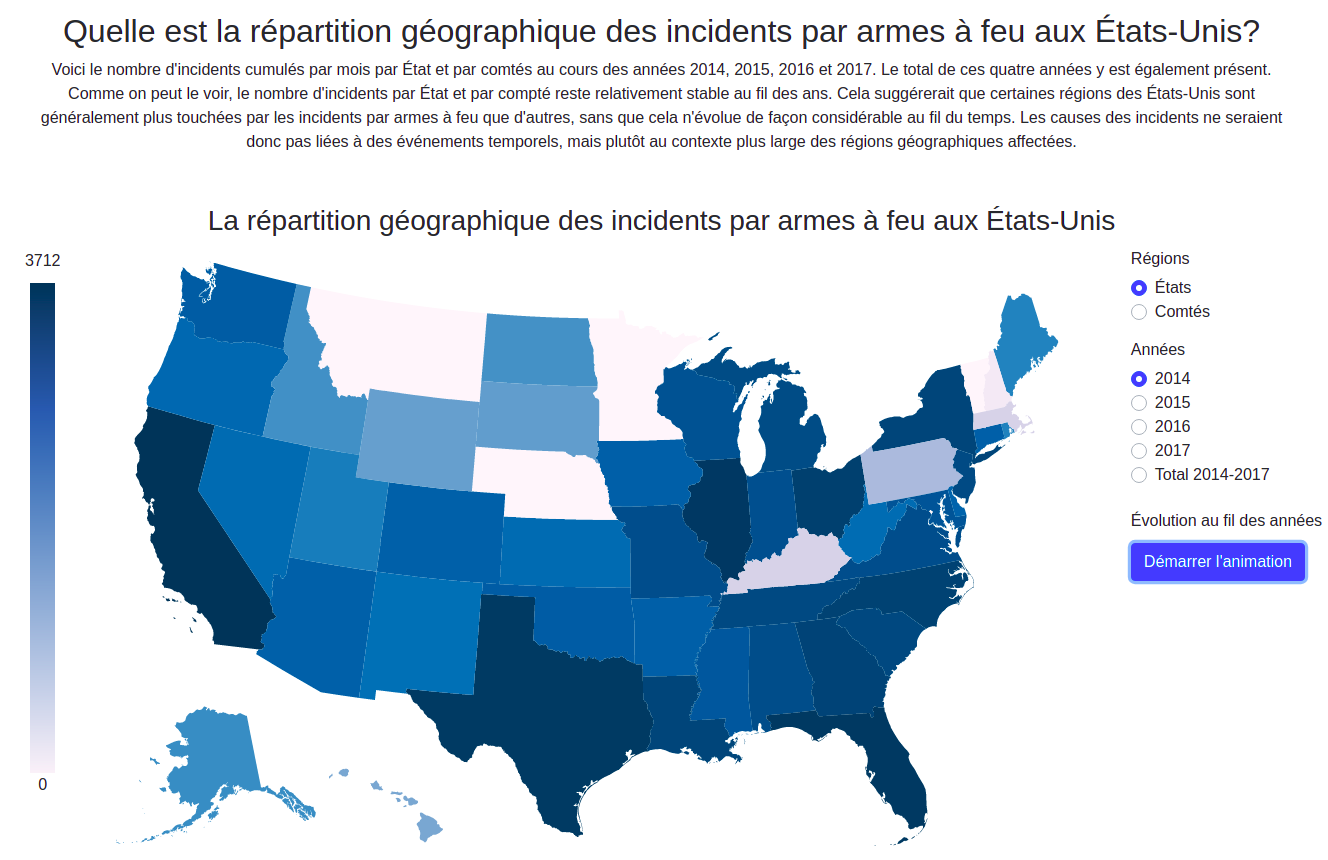 Quelle est la répartition géographique des incidents par armes à feu aux États-Unis?
Voici le nombre d'incidents cumulés par mois par État et par comtés au cours des années 2014, 2015, 2016 et 2017. Le total de ces quatre années y est également présent.
Comme on peut le voir, le nombre d'incidents par État et par compté reste relativement stable au fil des ans. Cela suggérerait que certaines régions des États-Unis sont
généralement plus touchées par les incidents par armes à feu que d'autres, sans que cela n'évolue de façon considérable au fil du temps. Les causes des incidents ne seraient
donc pas liées à des événements temporels, mais plutôt au contexte plus large des régions géographiques affectées.
La répartition géographique des incidents par armes à feu aux États-Unis
3712
0
Régions
États
Comtés
Années
2014
2015
2016
2017
Total 2014-2017
Évolution au fil des années
Démarrer l'animation